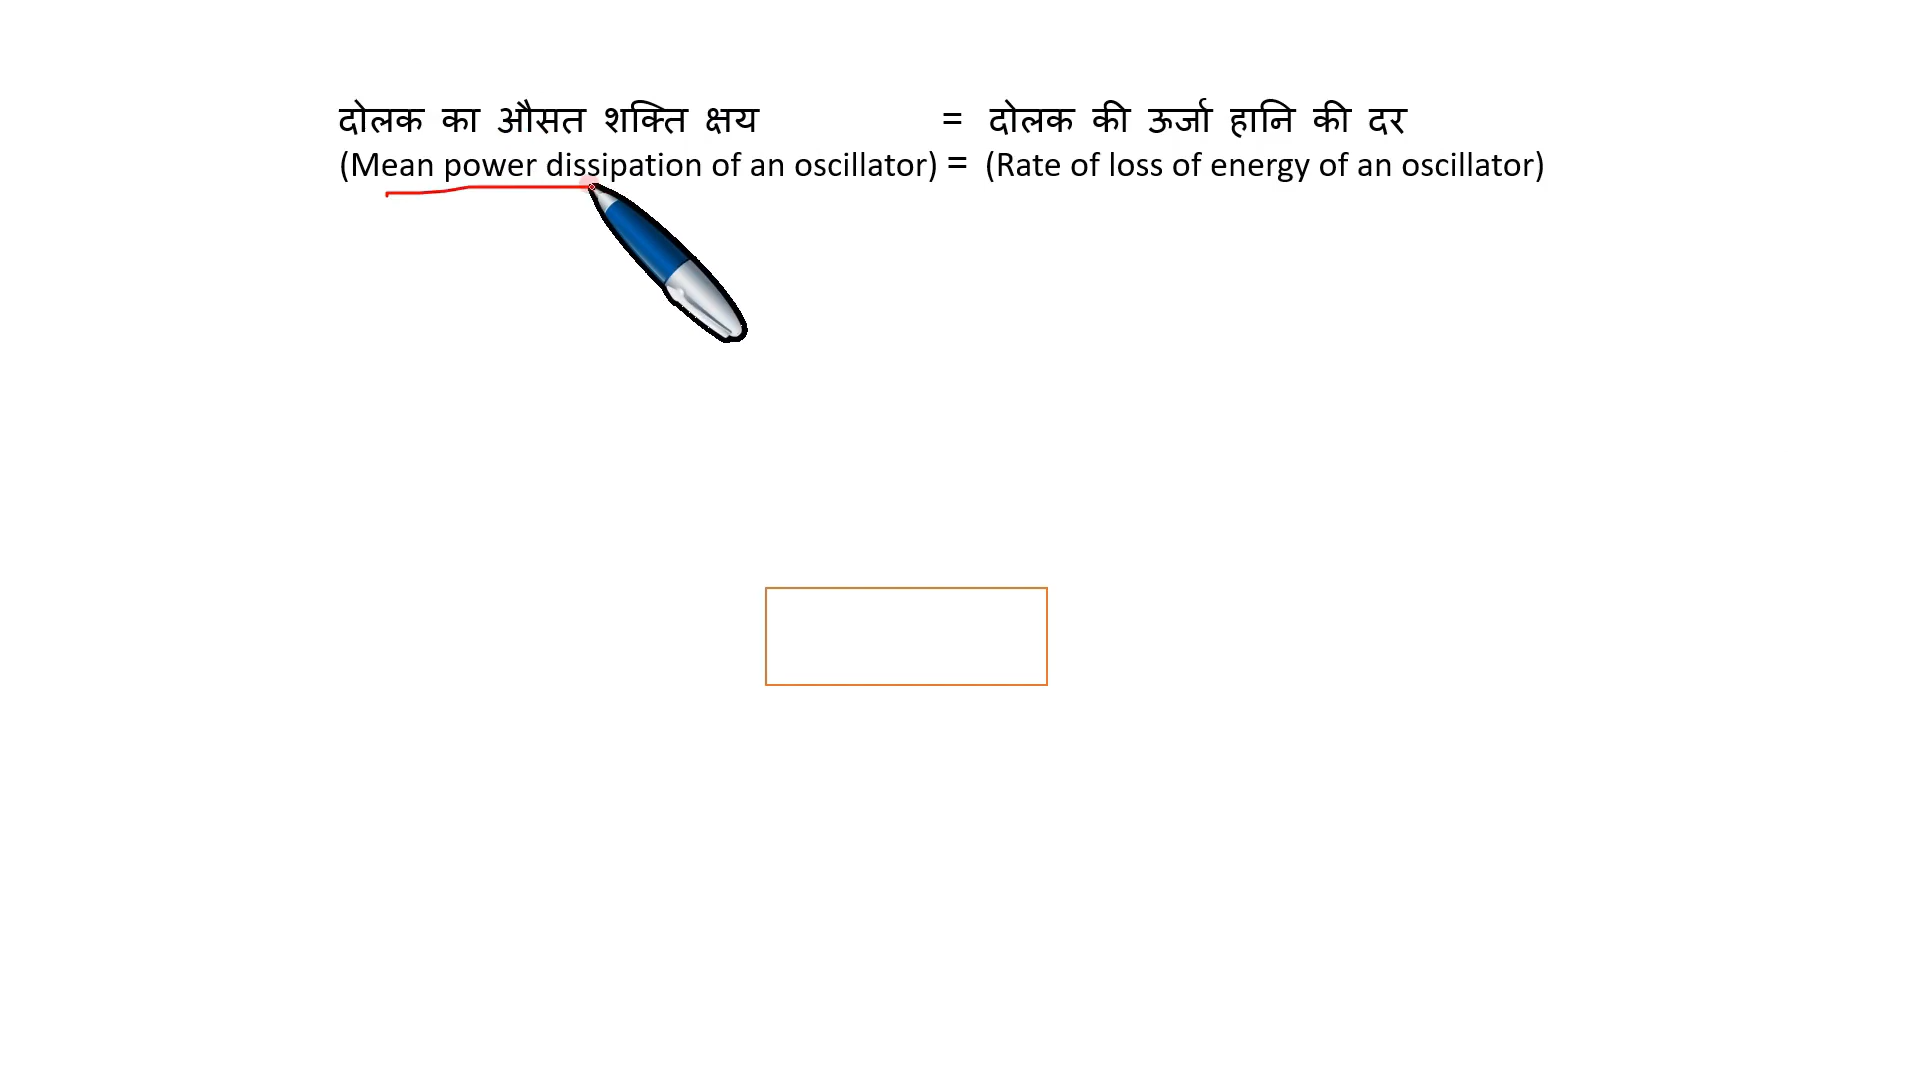 दोलक का औसत शक्ति क्षय = दोलक की ऊर्जा हानि की दर
(Mean power dissipation of an oscillator) = (Rate of loss of energy of an oscillator)